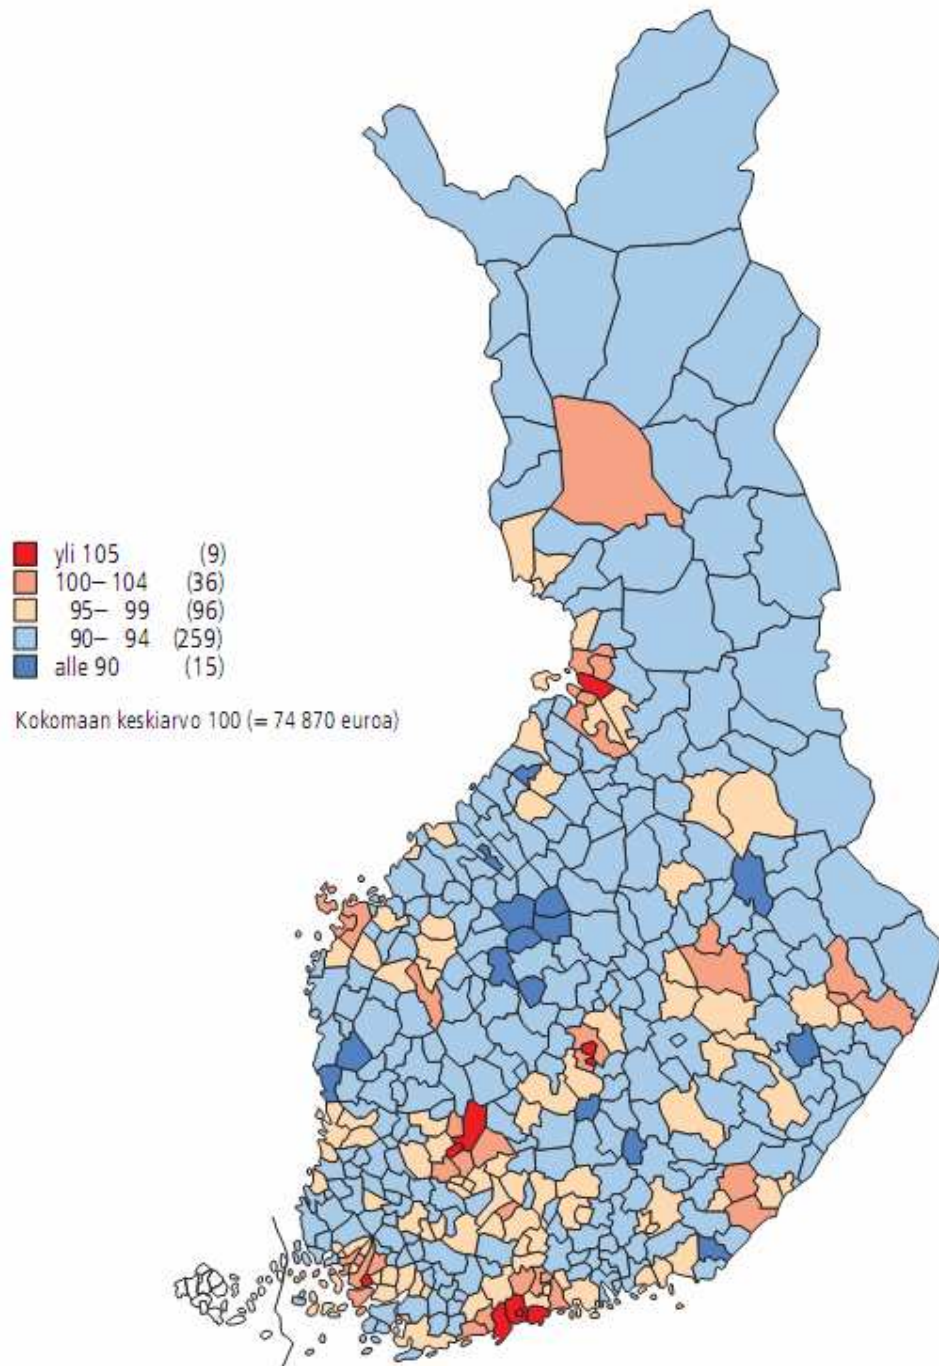 yli 105 (9)
100– 104 (36)
95– 99 (96)
90– 94 (259)
alle 90 (15)
Kokomaan keskiarvo 100 (= 74 870 euroa)